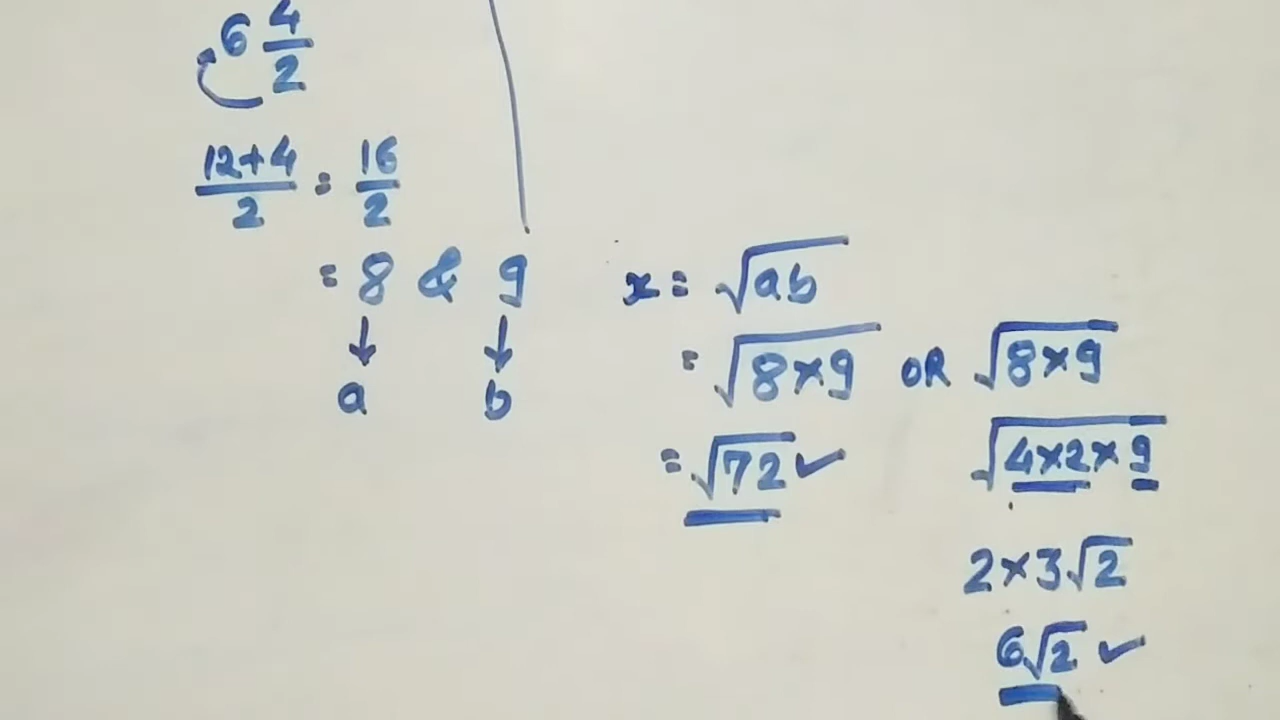 6 4/2
12+4/2 = 16/2
= 8 & 9
a b
x = √ab
= √8×9 OR √8×9
= √72 ✓ √4×2×9
2×3√2
6√2 ✓